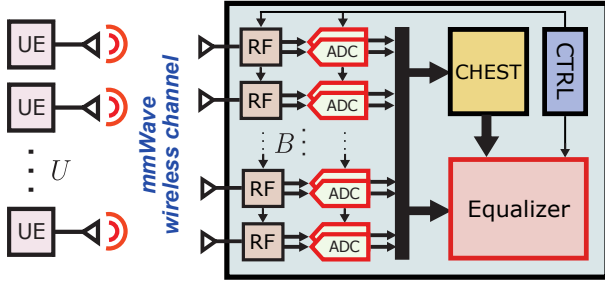 UE
UE
U
UE
mmWave
wireless channel
RF
ADC
RF
ADC
B
RF
ADC
RF
ADC
CHEST
CTRL
Equalizer